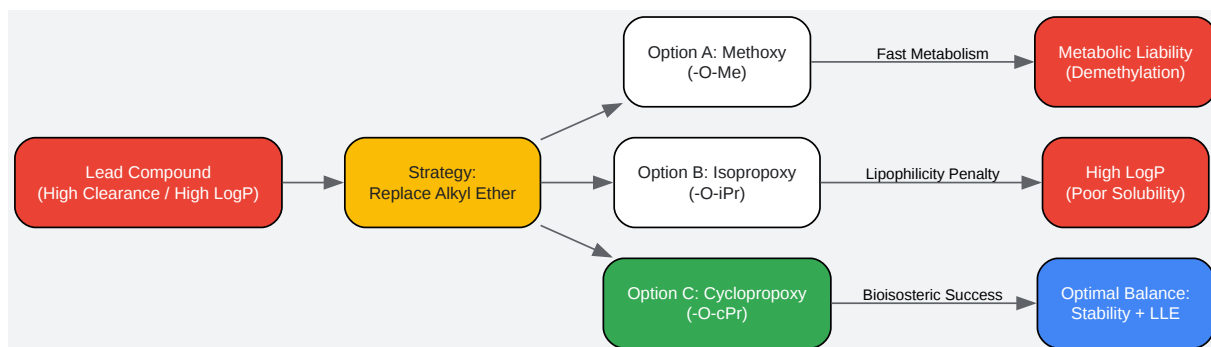 Lead Compound
(High Clearance / High LogP)
Strategy:
Replace Alkyl Ether
Option A: Methoxy
(-O-Me)
Fast Metabolism
Metabolic Liability
(Demethylation)
Option B: Isopropoxy
(-O-iPr)
Lipophilicity Penalty
High LogP
(Poor Solubility)
Option C: Cyclopropoxy
(-O-cPr)
Bioisosteric Success
Optimal Balance:
Stability + LLE